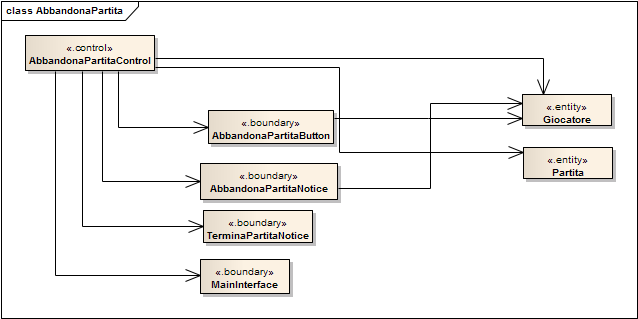 class AbbandonaPartita
«.control»
AbbandonaPartitaControl
«.boundary»
AbbandonaPartitaButton
«.entity»
Giocatore
«.entity»
Partita
«.boundary»
AbbandonaPartitaNotice
«.boundary»
TerminaPartitaNotice
«.boundary»
MainInterface